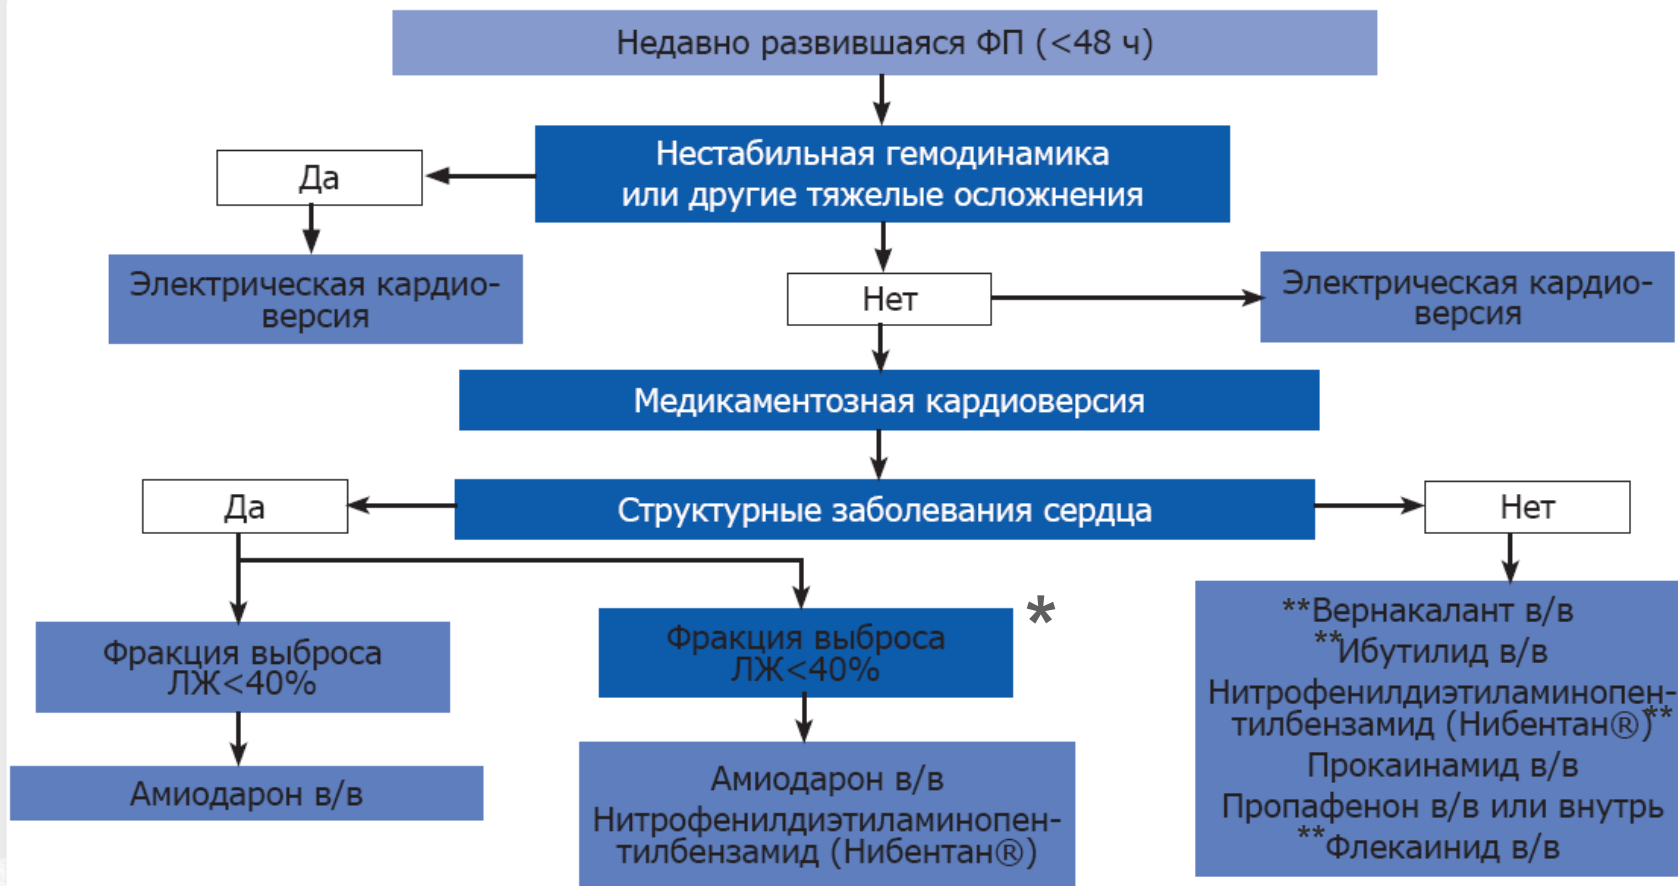 Недавно развившаяся ФП (<48 ч)
Нестабильная гемодинамика
или другие тяжелые осложнения
Да
Электрическая кардио-
версия
Нет
Электрическая кардио-
версия
Медикаментозная кардиоверсия
Структурные заболевания сердца
Да
Нет
Фракция выброса
ЛЖ<40%
Амиодарон в/в
*
Фракция выброса
ЛЖ<40%
Амиодарон в/в
Нитрофенилдиэтиламинопен-
тилбензамид (Нибентан®)
**Вернакалант в/в
**Ибутилид в/в
Нитрофенилдиэтиламинопен-
тилбензамид (Нибентан®)**
Прокаинамид в/в
Пропафенон в/в или внутрь
**Флекаинид в/в